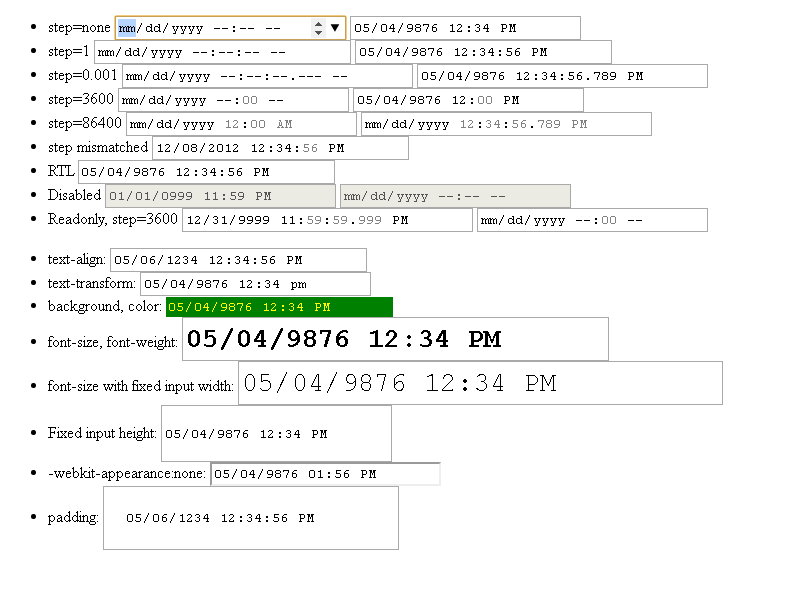 step=none mm/dd/yyyy --:-- -- 05/04/9876 12:34 PM
step=1 mm/dd/yyyy --:--:-- -- 05/04/9876 12:34:56 PM
step=0.001 mm/dd/yyyy --:--:--.--- -- 05/04/9876 12:34:56.789 PM
step=3600 mm/dd/yyyy --:00 -- 05/04/9876 12:00 PM
step=86400 mm/dd/yyyy 12:00 AM mm/dd/yyyy 12:34:56.789 PM
step mismatched 12/08/2012 12:34:56 PM
RTL 05/04/9876 12:34:56 PM
Disabled 01/01/0999 11:59 PM mm/dd/yyyy --:-- --
Readonly, step=3600 12/31/9999 11:59:59.999 PM mm/dd/yyyy --:00 --
text-align: 05/06/1234 12:34:56 PM
text-transform: 05/04/9876 12:34 pm
background, color: 05/04/9876 12:34 PM
font-size, font-weight: 05/04/9876 12:34 PM
font-size with fixed input width: 05/04/9876 12:34 PM
Fixed input height: 05/04/9876 12:34 PM
-webkit-appearance:none: 05/04/9876 01:56 PM
padding: 05/06/1234 12:34:56 PM